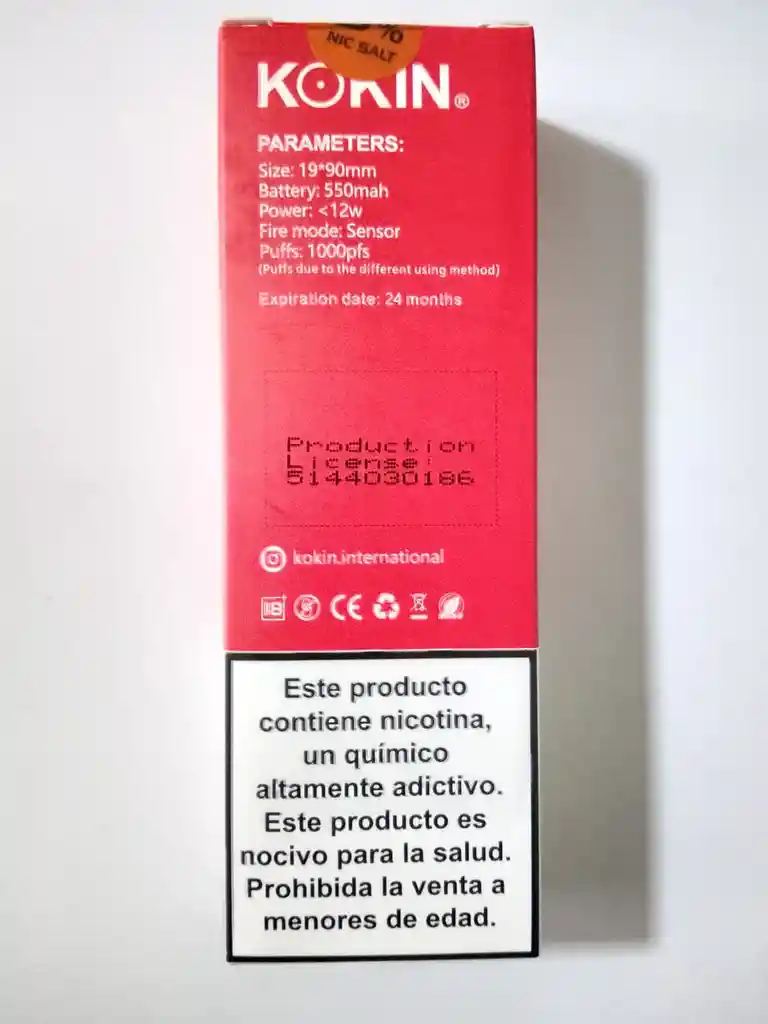 %
NIC SALT
KOKIN®
PARAMETERS:
Size: 19*90mm
Battery: 550mah
Power: <12w
Fire mode: Sensor
Puffs: 1000pfs
(Puffs due to the different using method)
Expiration date: 24 months
Production
License:
5144030186
kokin.international
CE
Este producto
contiene nicotina,
un químico
altamente adictivo.
Este producto es
nocivo para la salud.
Prohibida la venta a
menores de edad.